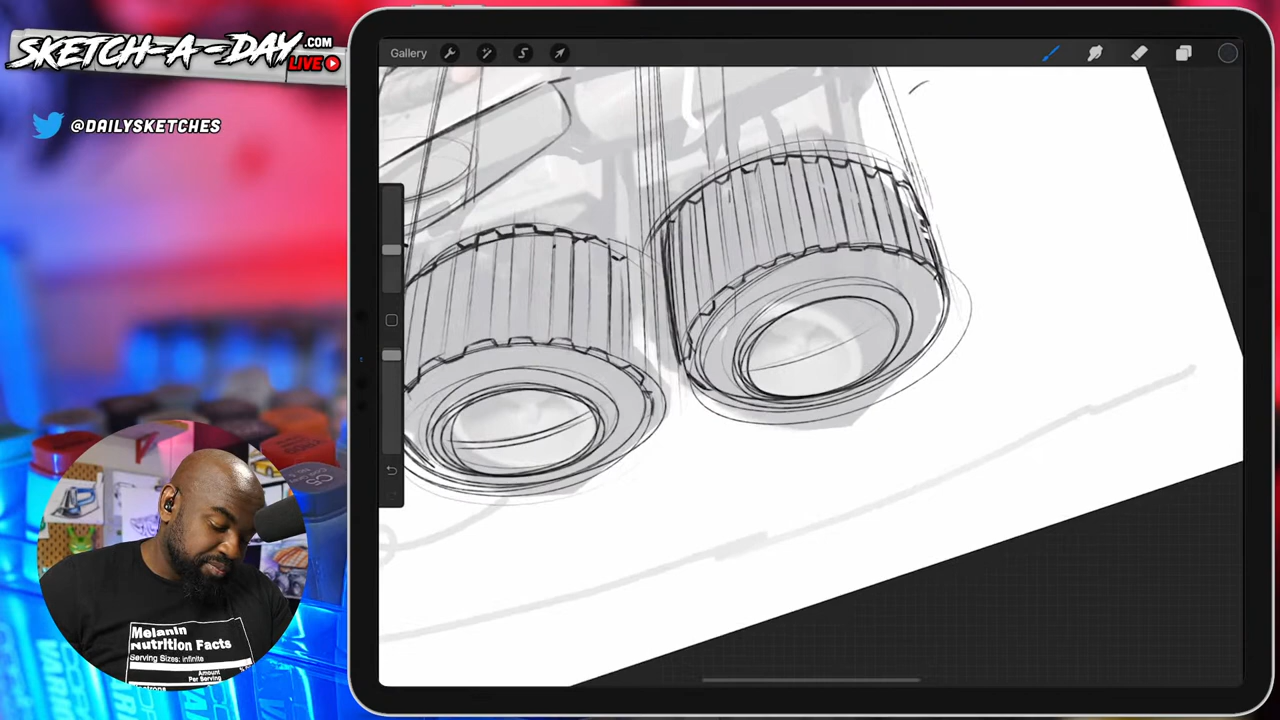 SKETCH-A-DAY.COM
LIVE
@DAILYSKETCHES
Gallery
Melanin
Nutrition Facts
Serving Sizes: infinite
Amount
Per Serving